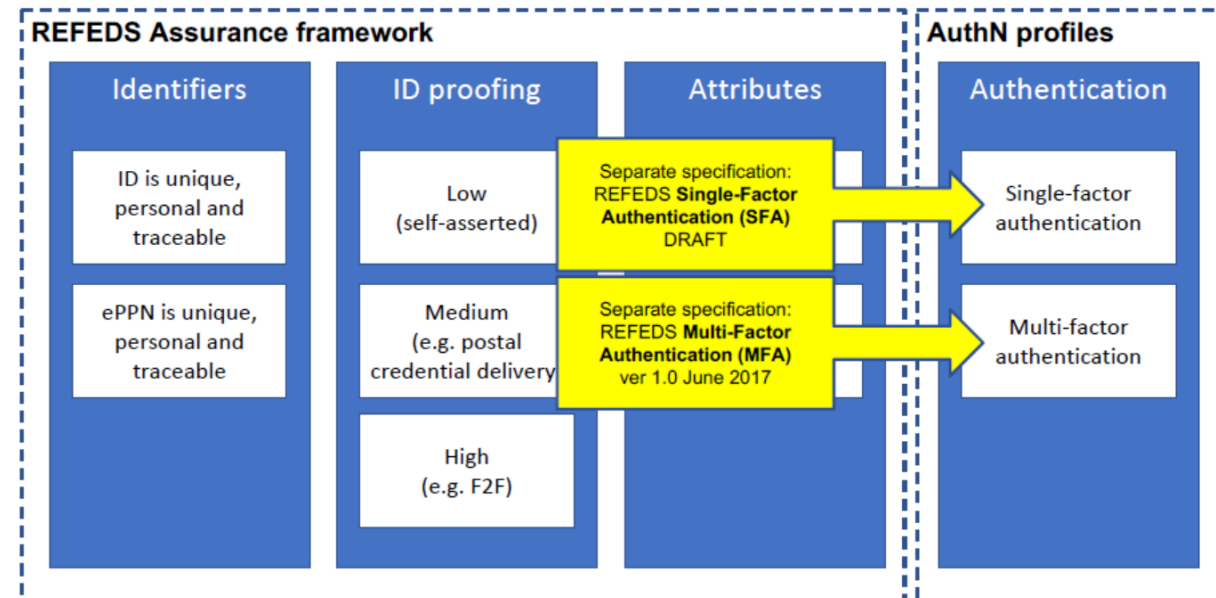 REFEDS Assurance framework
AuthN profiles
Identifiers
ID is unique,
personal and
traceable
ePPN is unique,
personal and
traceable
ID proofing
Low
(self-asserted)
Medium
(e.g. postal
credential delivery
High
(e.g. F2F)
Attributes
Separate specification:
REFEDS Single-Factor
Authentication (SFA)
DRAFT
Separate specification:
REFEDS Multi-Factor
Authentication (MFA)
ver 1.0 June 2017
Authentication
Single-factor
authentication
Multi-factor
authentication